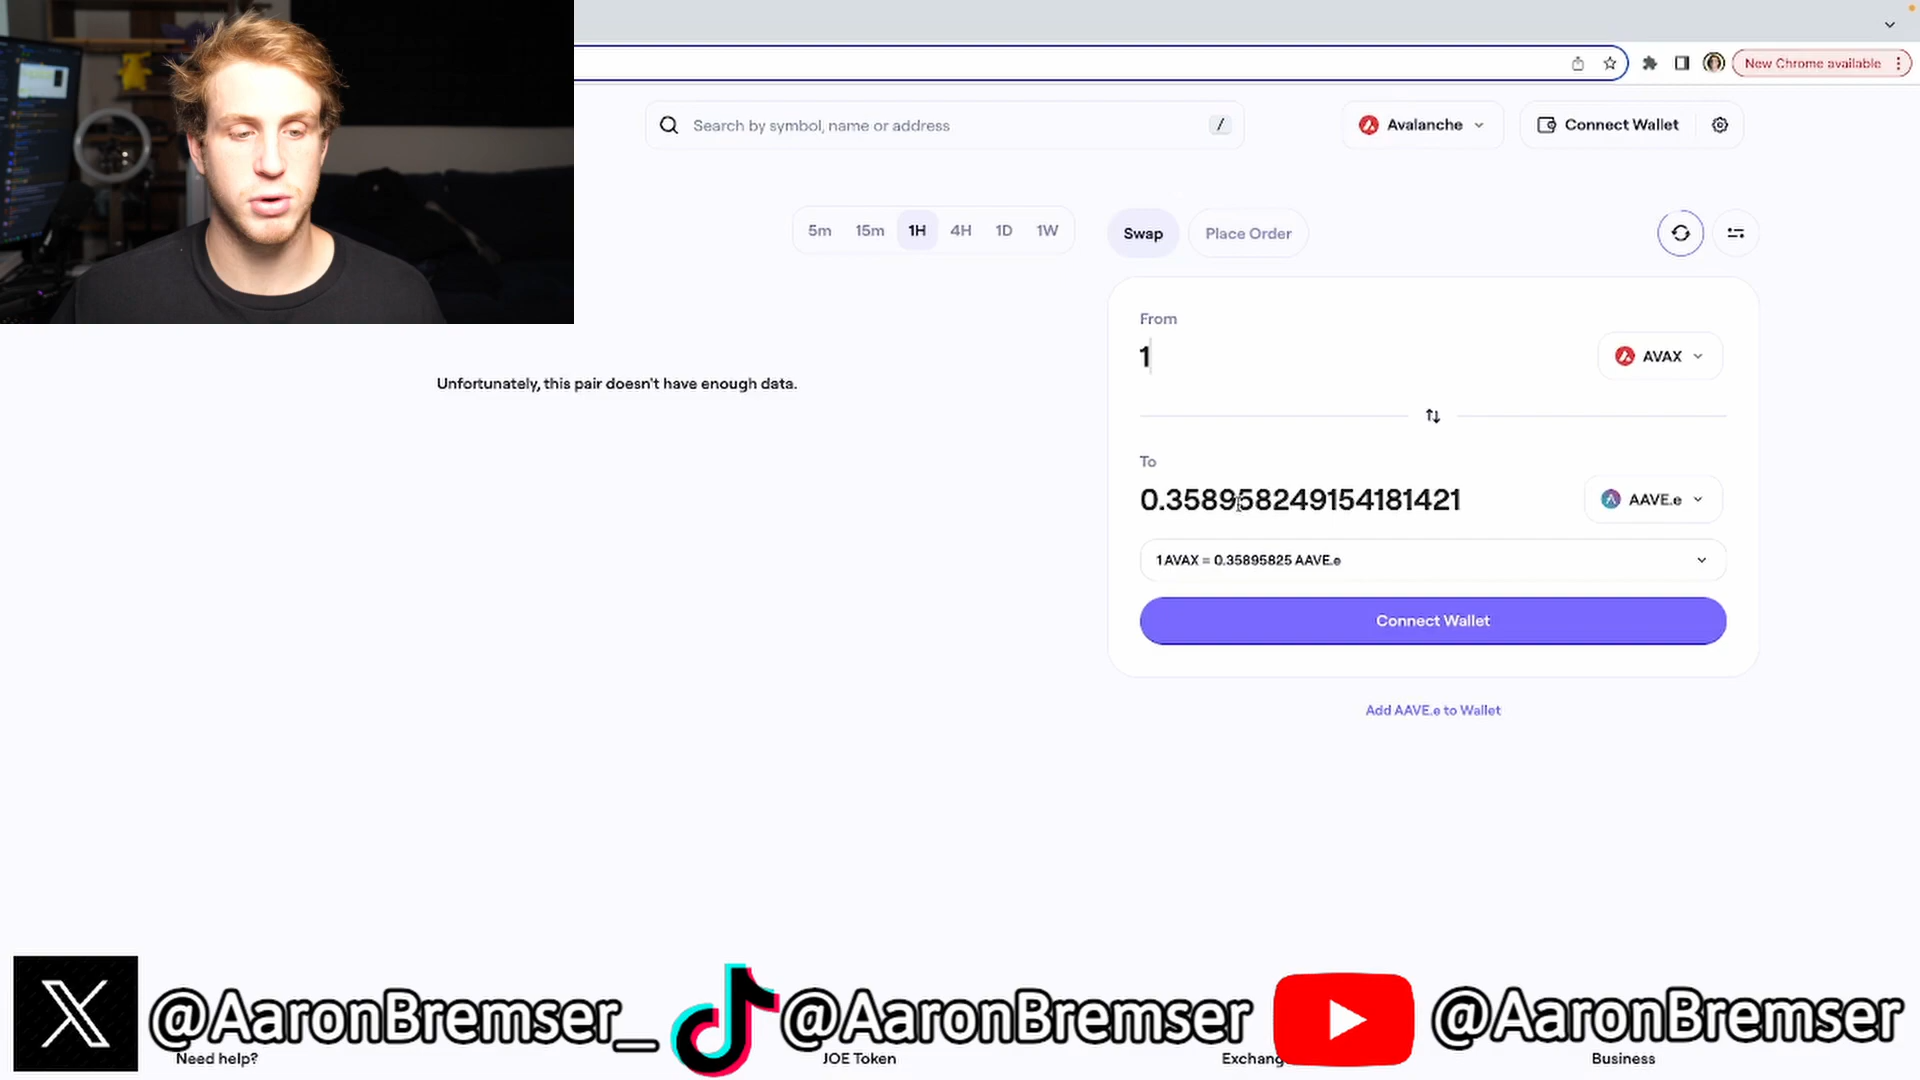 New Chrome available
Search by symbol, name or address
/
Avalanche
Connect Wallet
5m 15m 1H 4H 1D 1W
Swap
Place Order
From
1
AVAX
Unfortunately, this pair doesn't have enough data.
To
0.358958249154181421
AAVE.e
1 AVAX = 0.35895825 AAVE.e
Connect Wallet
Add AAVE.e to Wallet
@AaronBremser_
@AaronBremser
@AaronBremser
Need help?
JOE Token
Exchang
Business